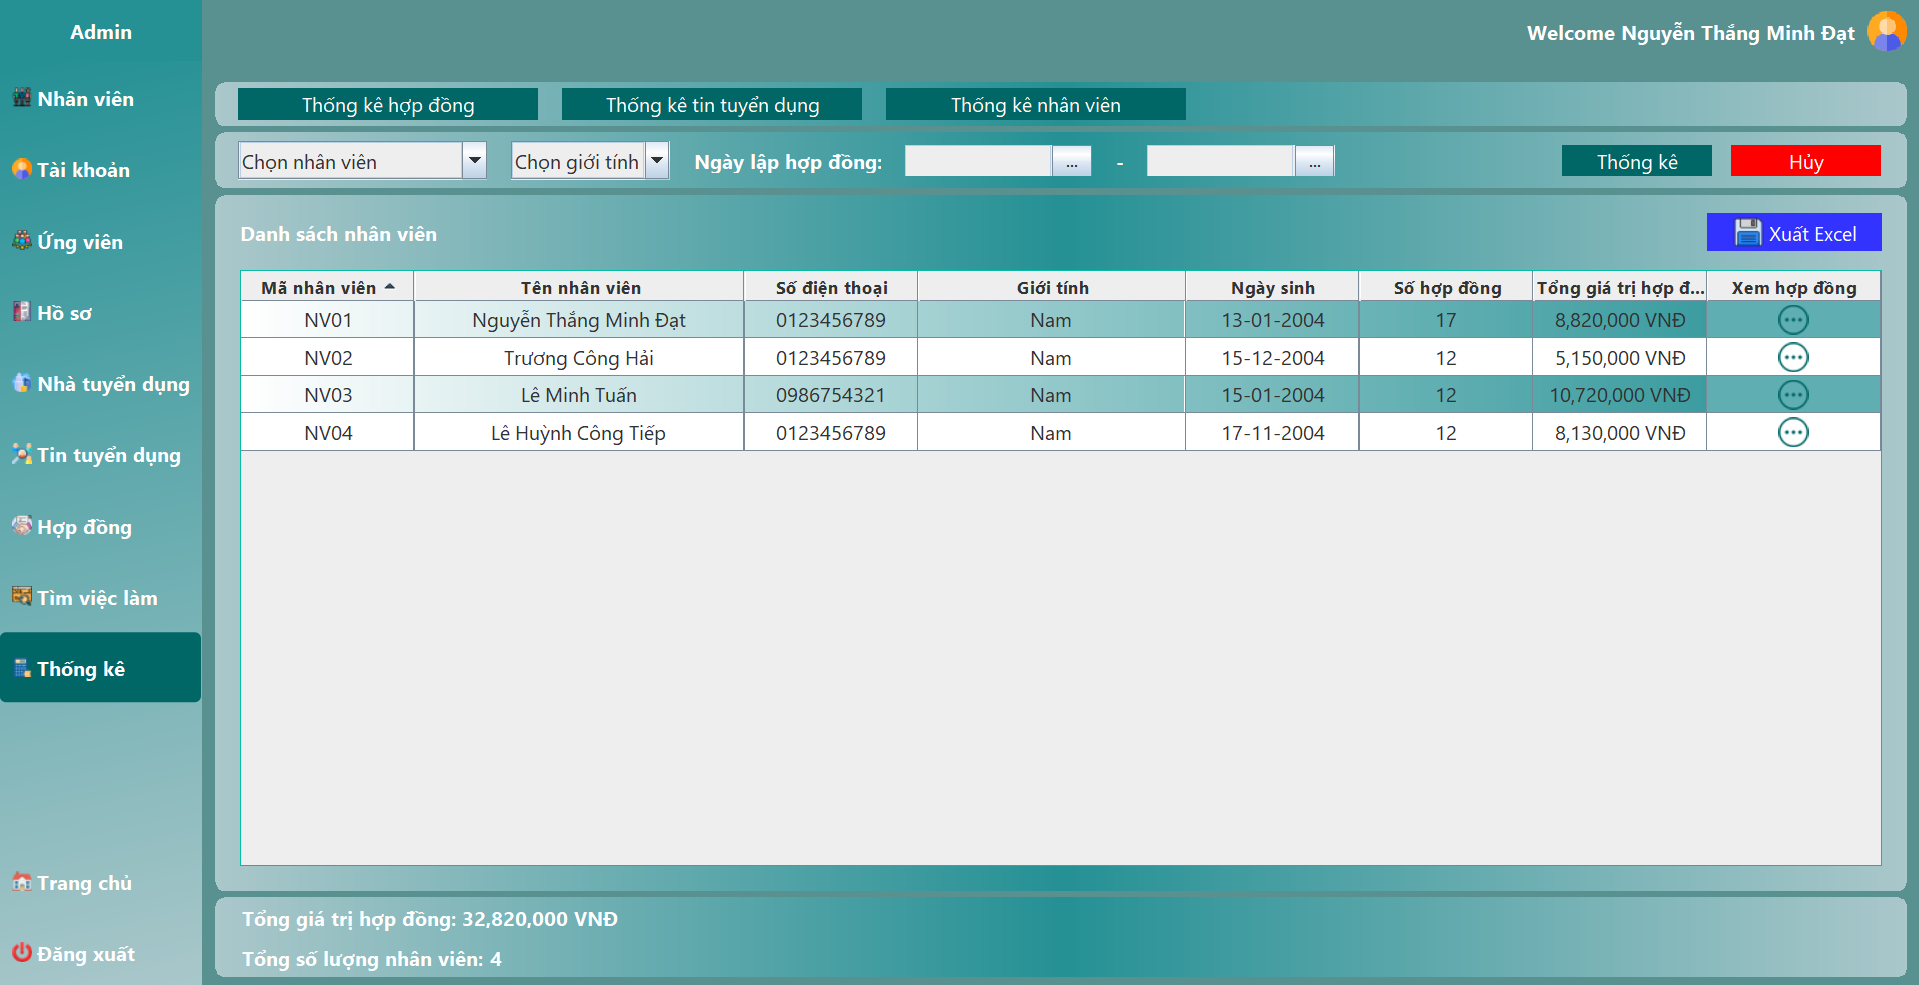 Admin
Welcome Nguyễn Thắng Minh Đạt
Nhân viên
Tài khoản
Ứng viên
Hồ sơ
Nhà tuyển dụng
Tin tuyển dụng
Hợp đồng
Tìm việc làm
Thống kê
Trang chủ
Đăng xuất
Thống kê hợp đồng Thống kê tin tuyển dụng Thống kê nhân viên
Chọn nhân viên Chọn giới tính Ngày lập hợp đồng: ... - ... Thống kê Hủy
Danh sách nhân viên Xuất Excel
Mã nhân viên Tên nhân viên Số điện thoại Giới tính Ngày sinh Số hợp đồng Tổng giá trị hợp đ... Xem hợp đồng
NV01 Nguyễn Thắng Minh Đạt 0123456789 Nam 13-01-2004 17 8,820,000 VNĐ
NV02 Trương Công Hải 0123456789 Nam 15-12-2004 12 5,150,000 VNĐ
NV03 Lê Minh Tuấn 0986754321 Nam 15-01-2004 12 10,720,000 VNĐ
NV04 Lê Huỳnh Công Tiếp 0123456789 Nam 17-11-2004 12 8,130,000 VNĐ
Tổng giá trị hợp đồng: 32,820,000 VNĐ
Tổng số lượng nhân viên: 4